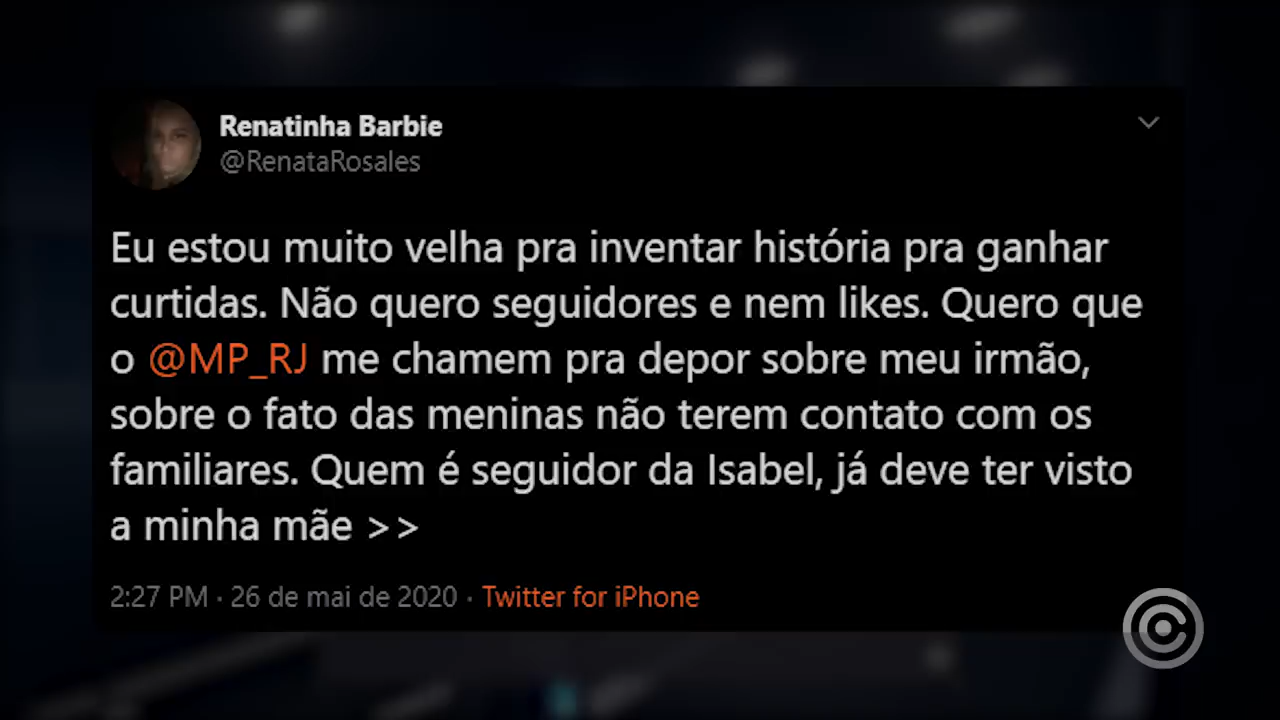 Renatinha Barbie
@RenataRosales
Eu estou muito velha pra inventar história pra ganhar
curtidas. Não quero seguidores e nem likes. Quero que
o @MP_RJ me chamem pra depor sobre meu irmão,
sobre o fato das meninas não terem contato com os
familiares. Quem é seguidor da Isabel, já deve ter visto
a minha mãe >>
2:27 PM · 26 de mai de 2020 · Twitter for iPhone